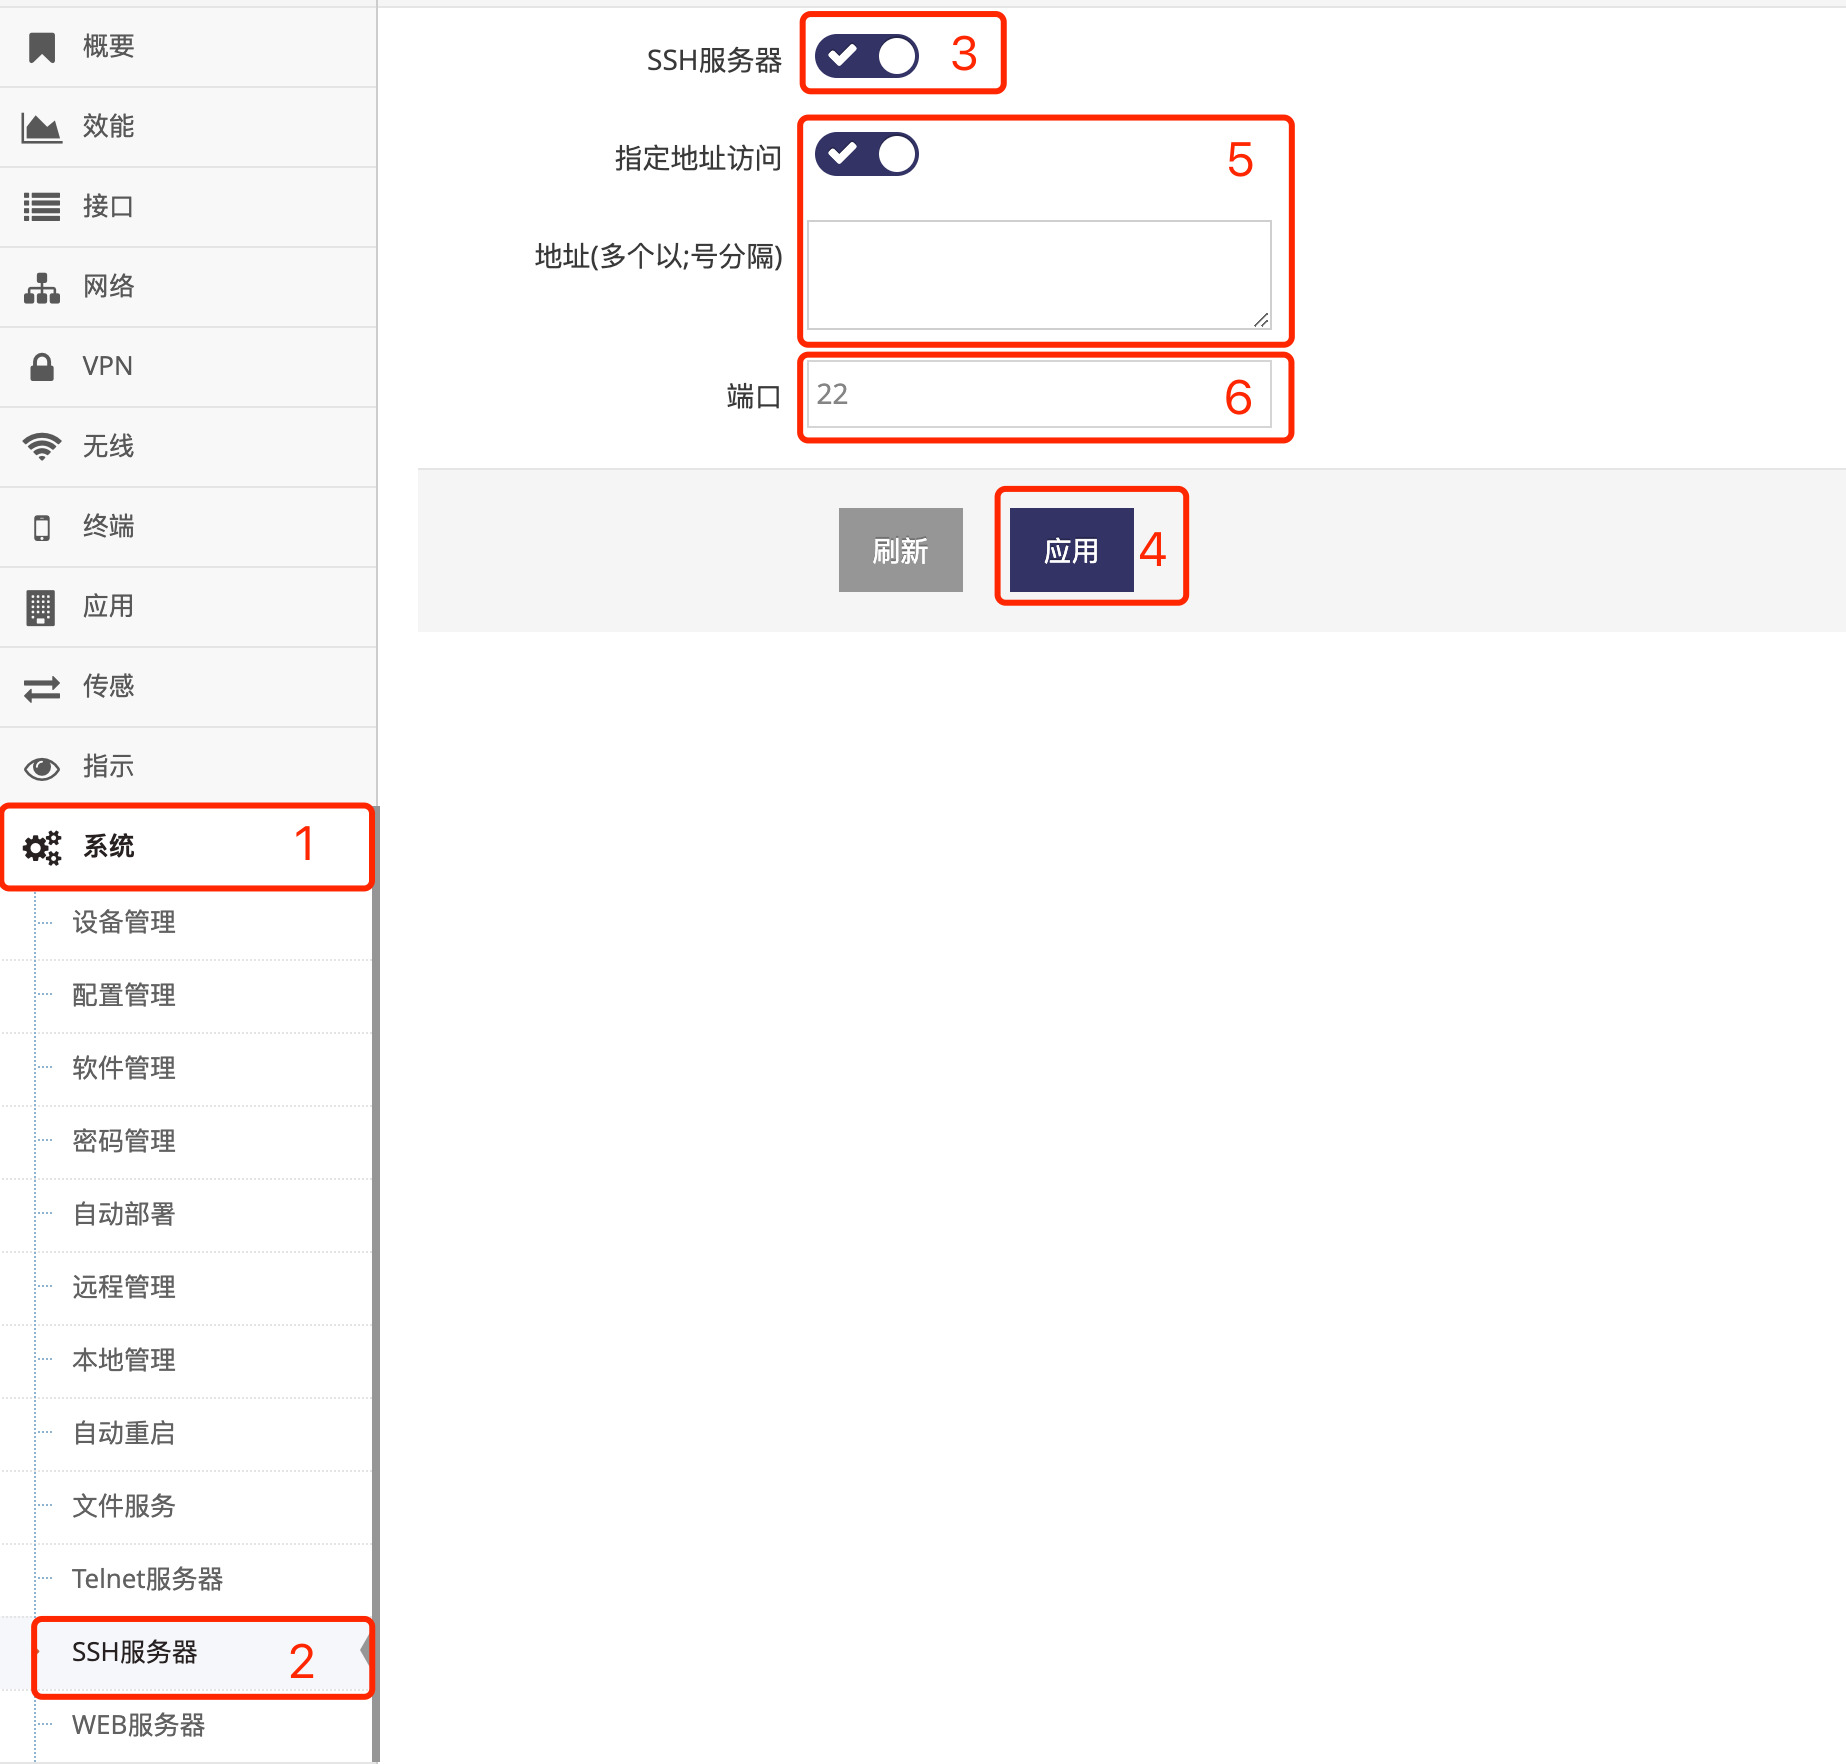 概要
效能
接口
网络
VPN
无线
终端
应用
传感
指示
系统 1
设备管理
配置管理
软件管理
密码管理
自动部署
远程管理
本地管理
自动重启
文件服务
Telnet服务器
SSH服务器 2
WEB服务器
SSH服务器 3
指定地址访问 5
地址(多个以;号分隔)
端口 22 6
刷新 应用 4